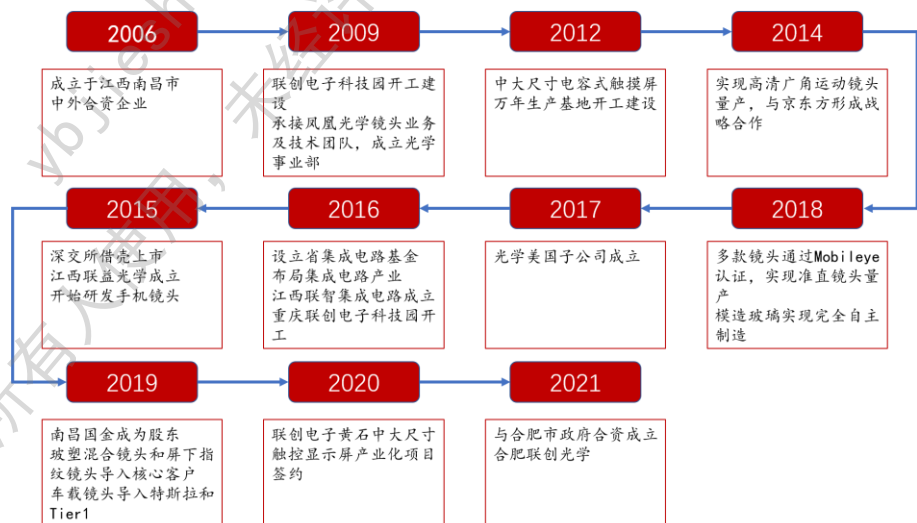 2006
2009
2012
2014
成立于江西南昌市
中外合资企业
联创电子科技园开工建
设
承接凤凰光学镜头业务
及技术团队，成立光学
事业部
中大尺寸电容式触摸屏
万年生产基地开工建设
实现高清广角运动镜头
量产，与京东方形成战
略合作
2015
2016
2017
2018
深交所借壳上市
江西联益光学成立
开始研发手机镜头
设立省集成电路基金
布局集成电路产业
江西联智集成电路成立
重庆联创电子科技园开
工
光学美国子公司成立
多款镜头通过Mobileye
认证，实现准直镜头量
产
模造玻璃实现完全自主
制造
2019
2020
2021
南昌国金成为股东
玻塑混合镜头和屏下指
纹镜头导入核心客户
车载镜头导入特斯拉和
Tier1
联创电子黄石中大尺寸
触控显示屏产业化项目
签约
与合肥市政府合资成立
合肥联创光学